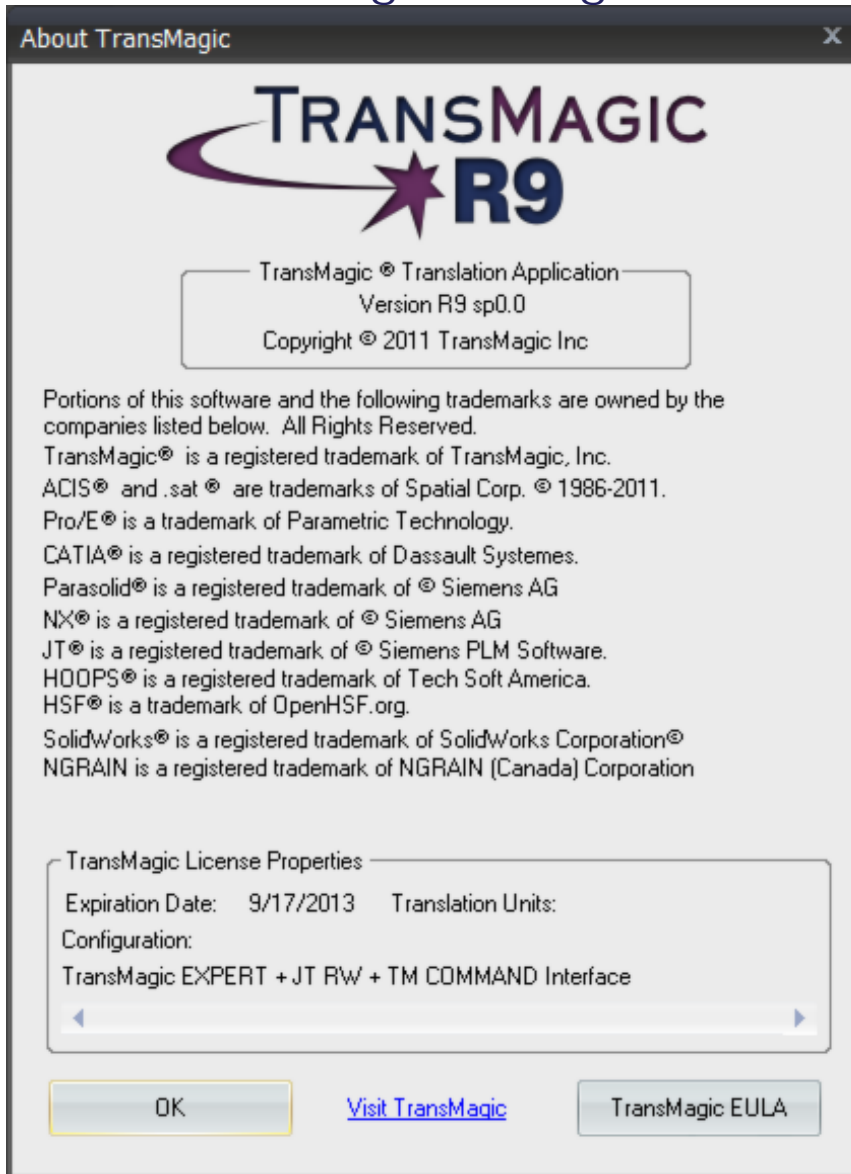 About TransMagic x
TRANSMAGIC
R9
TransMagic ® Translation Application
Version R9 sp0.0
Copyright © 2011 TransMagic Inc
Portions of this software and the following trademarks are owned by the
companies listed below.  All Rights Reserved.
TransMagic®  is a registered trademark of TransMagic, Inc.
ACIS®  and .sat ®  are trademarks of Spatial Corp. © 1986-2011.
Pro/E® is a trademark of Parametric Technology.
CATIA® is a registered trademark of Dassault Systemes.
Parasolid® is a registered trademark of © Siemens AG
NX® is a registered trademark of © Siemens AG
JT® is a registered trademark of © Siemens PLM Software.
HOOPS® is a registered trademark of Tech Soft America.
HSF® is a trademark of OpenHSF.org.
SolidWorks® is a registered trademark of SolidWorks Corporation©
NGRAIN is a registered trademark of NGRAIN (Canada) Corporation
TransMagic License Properties
Expiration Date: 9/17/2013 Translation Units:
Configuration:
TransMagic EXPERT + JT RW + TM COMMAND Interface
OK Visit TransMagic TransMagic EULA